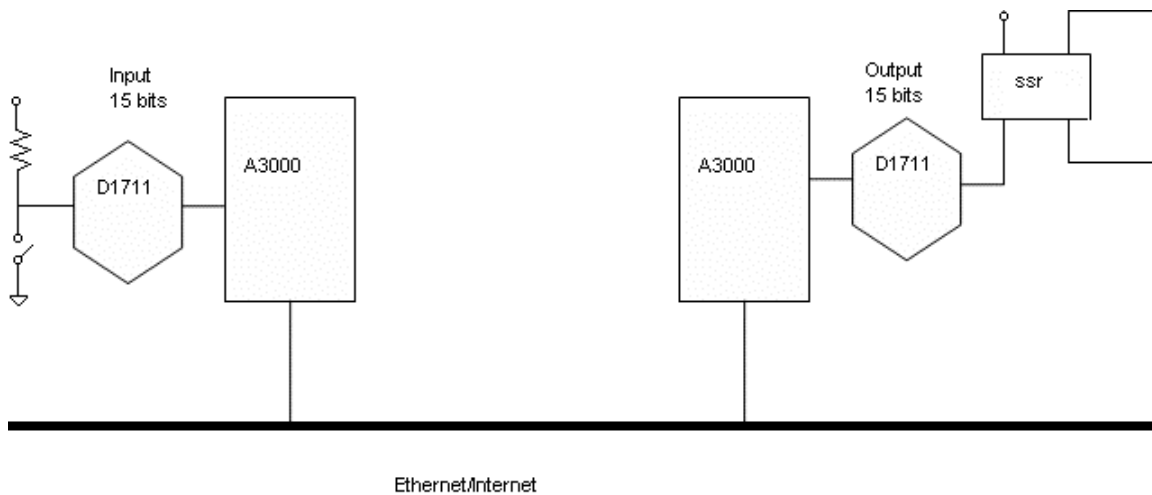 Input
15 bits
D1711
A3000
A3000
Output
15 bits
D1711
ssr
Ethernet/Internet